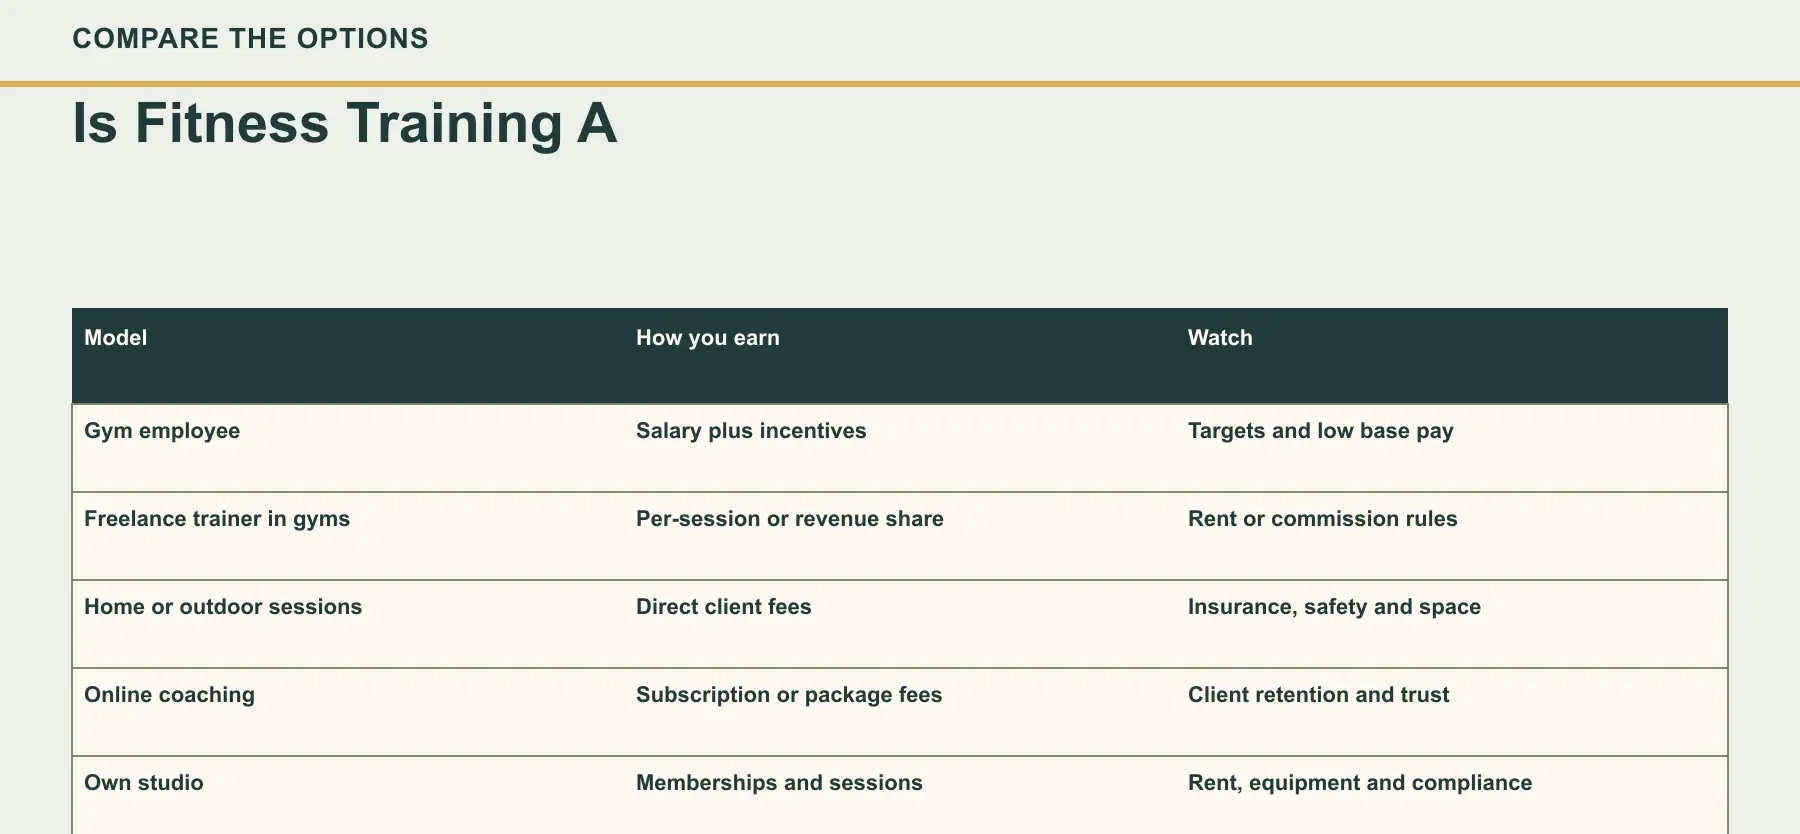 COMPARE THE OPTIONS
Is Fitness Training A
Model How you earn Watch
Gym employee Salary plus incentives Targets and low base pay
Freelance trainer in gyms Per-session or revenue share Rent or commission rules
Home or outdoor sessions Direct client fees Insurance, safety and space
Online coaching Subscription or package fees Client retention and trust
Own studio Memberships and sessions Rent, equipment and compliance